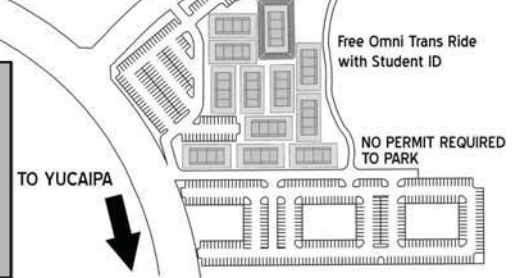 Free Omni Trans Ride
with Student ID
NO PERMIT REQUIRED
TO PARK
TO YUCAIPA